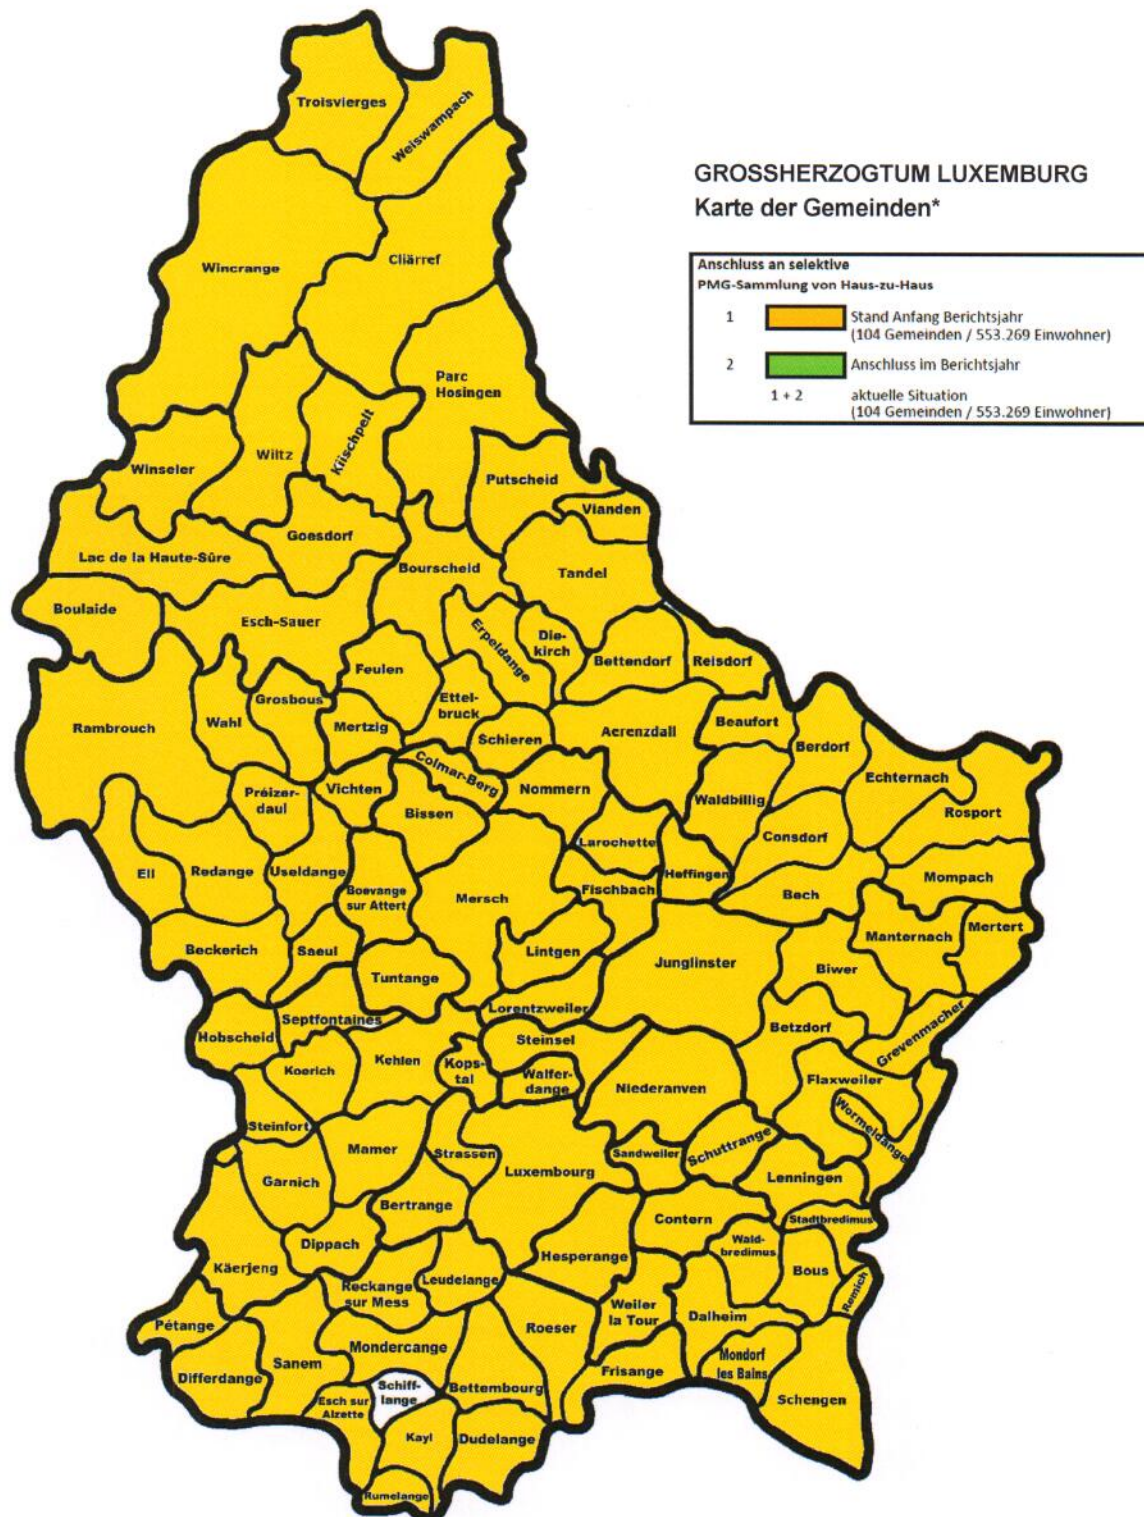 GROSSHERZOGTUM LUXEMBURG
Karte der Gemeinden*
Anschluss an selektive
PMG-Sammlung von Haus-zu-Haus
1 Stand Anfang Berichtsjahr
(104 Gemeinden / 553.269 Einwohner)
2 Anschluss im Berichtsjahr
1 + 2 aktuelle Situation
(104 Gemeinden / 553.269 Einwohner)
Troisvierges
Weiswampach
Wincrange
Cliärref
Parc
Hosingen
Kiischpelt
Wiltz
Winseler
Putscheid
Vianden
Goesdorf
Lac de la Haute-Sûre
Bourscheid
Tandel
Boulaide
Esch-Sauer
Erpeldange
Die-
kirch
Bettendorf
Reisdorf
Feulen
Ettel-
bruck
Grosbous
Wahl
Rambrouch
Mertzig
Schieren
Aerenzdall
Beaufort
Berdorf
Echternach
Colmar-Berg
Préizer-
daul
Vichten
Nommern
Bissen
Waldbillig
Rosport
Consdorf
Larochette
Heffingen
Ell
Redange
Useldange
Boevange
sur Attert
Mersch
Fischbach
Bech
Mompach
Beckerich
Saeul
Lintgen
Junglinster
Manternach
Mertert
Biwer
Tuntange
Lorentzweiler
Septfontaines
Hobscheid
Betzdorf
Grevenmacher
Steinsel
Koerich
Kehlen
Kops-
tal
Walfer-
dange
Niederanven
Flaxweiler
Wormeldange
Steinfort
Mamer
Strassen
Luxembourg
Sandweiler
Schuttrange
Lenningen
Garnich
Bertrange
Contern
Stadtbredimus
Dippach
Hesperange
Wald-
bredimus
Bous
Remich
Käerjeng
Reckange
sur Mess
Leudelange
Weiler
la Tour
Dalheim
Pétange
Roeser
Mondercange
Sanem
Differdange
Frisange
Mondorf
les Bains
Schengen
Schiff-
lange
Bettembourg
Esch sur
Alzette
Kayl
Dudelange
Rumelange